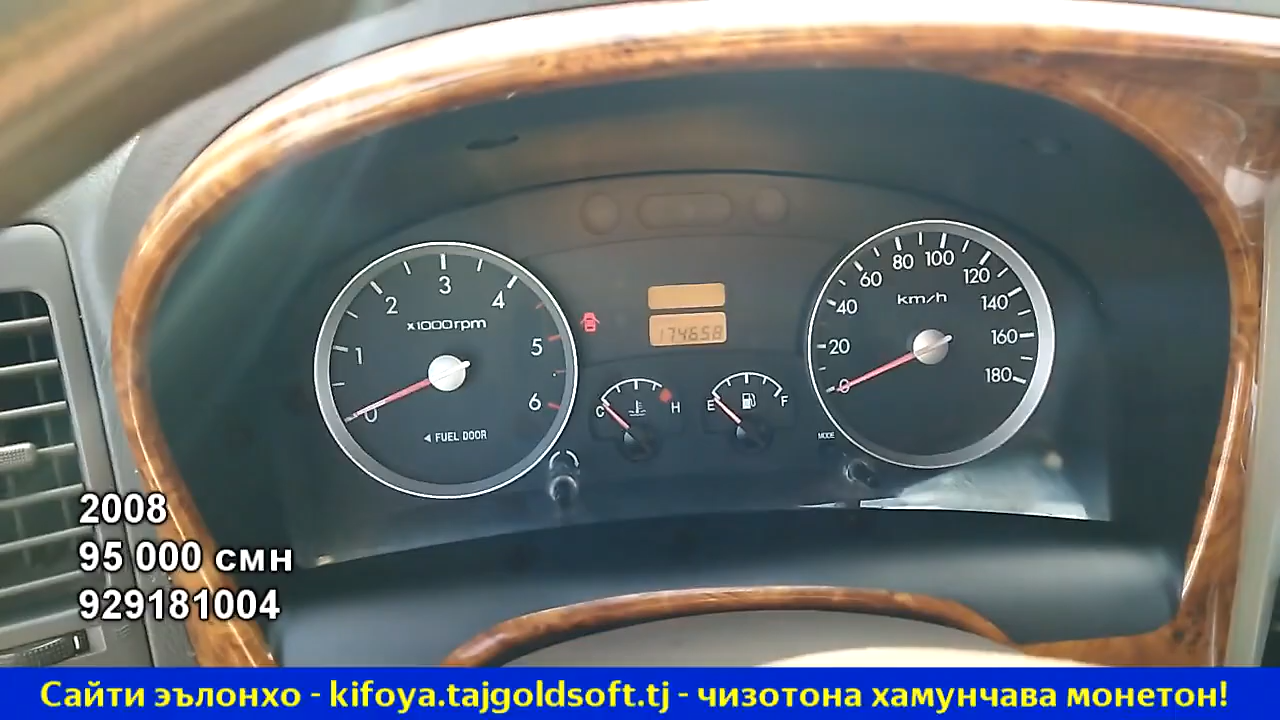 1
2
3
4
5
6
0
x1000rpm
◄ FUEL DOOR
174658
C
H
E
F
MODE
0
20
40
60
80
100
120
140
160
180
km/h
2008
95 000 смн
929181004
Сайти эълонхо - kifoya.tajgoldsoft.tj - чизотона хамунчава монетон!